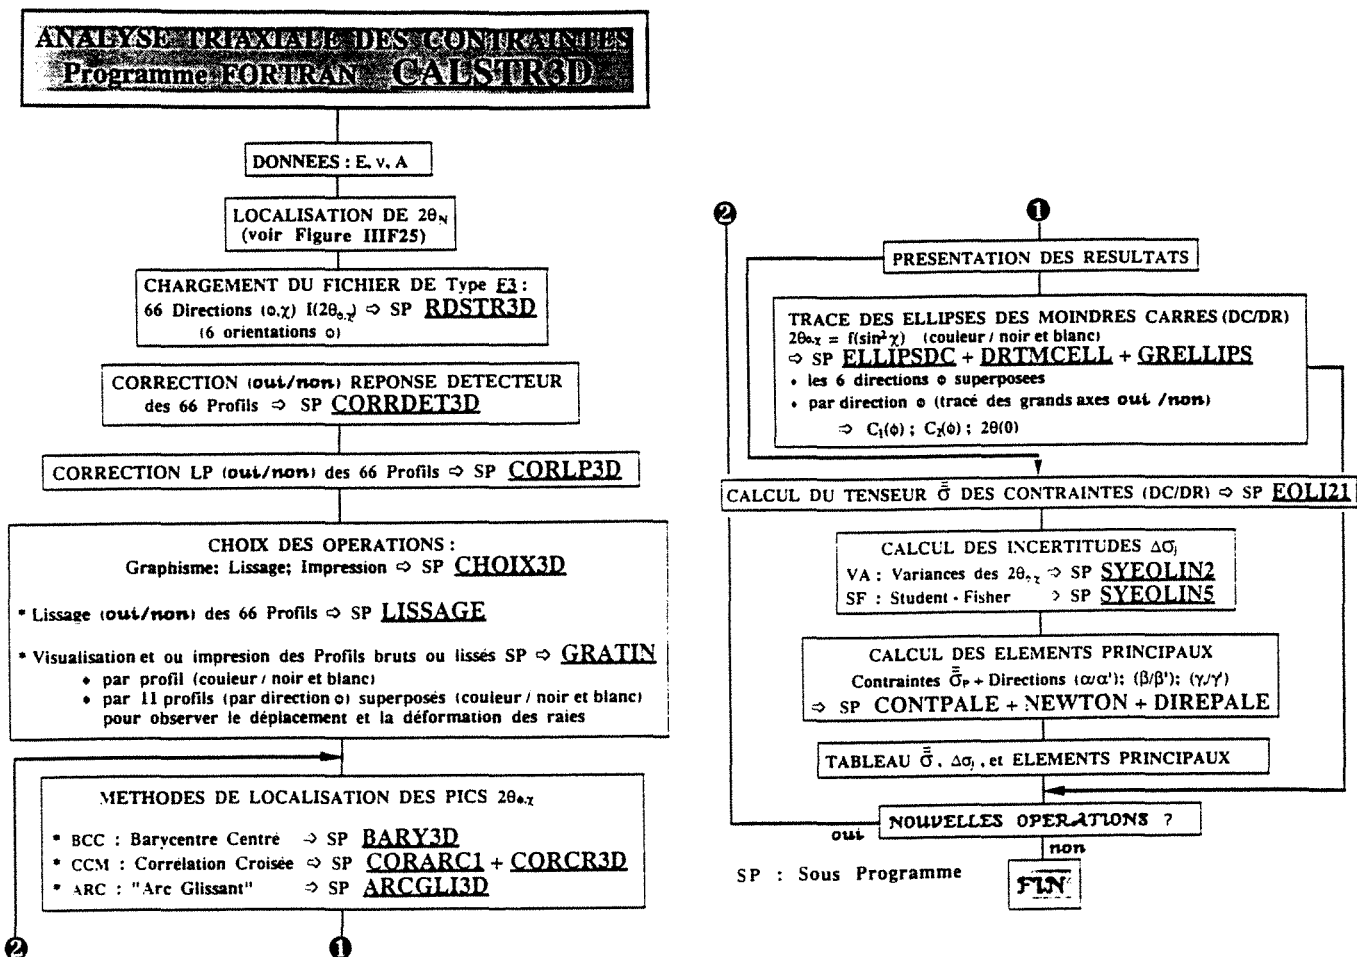 ANALYSE TRIAXIALE DES CONTRAINTES
Programme FORTRAN CALSTR3D
DONNEES : E, ν, A
LOCALISATION DE 2θN
(voir Figure IIIF25)
CHARGEMENT DU FICHIER DE Type F3 :
66 Directions (φ,χ) I(2θφ,χ) ⇨ SP RDSTR3D
(6 orientations φ)
CORRECTION (oui/non) REPONSE DETECTEUR
des 66 Profils ⇨ SP CORRDET3D
CORRECTION LP (oui/non) des 66 Profils ⇨ SP CORLP3D
CHOIX DES OPERATIONS :
Graphisme; Lissage; Impression ⇨ SP CHOIX3D
* Lissage (oui/non) des 66 Profils ⇨ SP LISSAGE
* Visualisation et ou impresion des Profils bruts ou lissés SP ⇨ GRATIN
♦ par profil (couleur / noir et blanc)
♦ par 11 profils (par direction φ) superposés (couleur / noir et blanc)
pour observer le déplacement et la déformation des raies
METHODES DE LOCALISATION DES PICS 2θφ,χ
* BCC : Barycentre Centré ⇨ SP BARY3D
* CCM : Corrélation Croisée ⇨ SP CORARC1 + CORCR3D
* ARC : "Arc Glissant" ⇨ SP ARCGLI3D
❷ ❶
❷ ❶
PRESENTATION DES RESULTATS
TRACE DES ELLIPSES DES MOINDRES CARRES (DC/DR)
2θφ,χ = f(sin²χ) (couleur / noir et blanc)
⇨ SP ELLIPSDC + DRTMCELL + GRELLIPS
♦ les 6 directions φ superposees
♦ par direction φ (tracé des grands axes oui /non)
⇨ C₁(φ) ; C₂(φ) ; 2θ(0)
CALCUL DU TENSEUR σ̿ DES CONTRAINTES (DC/DR) ⇨ SP EOLI21
CALCUL DES INCERTITUDES Δσⱼ
VA : Variances des 2θφ,χ ⇨ SP SYEOLIN2
SF : Student - Fisher ⇨ SP SYEOLIN5
CALCUL DES ELEMENTS PRINCIPAUX
Contraintes σ̿P + Directions (α/α'); (β/β'); (γ/γ')
⇨ SP CONTPALE + NEWTON + DIREPALE
TABLEAU σ̿, Δσⱼ, et ELEMENTS PRINCIPAUX
NOUVELLES OPERATIONS ?
oui
non
SP : Sous Programme
FIN